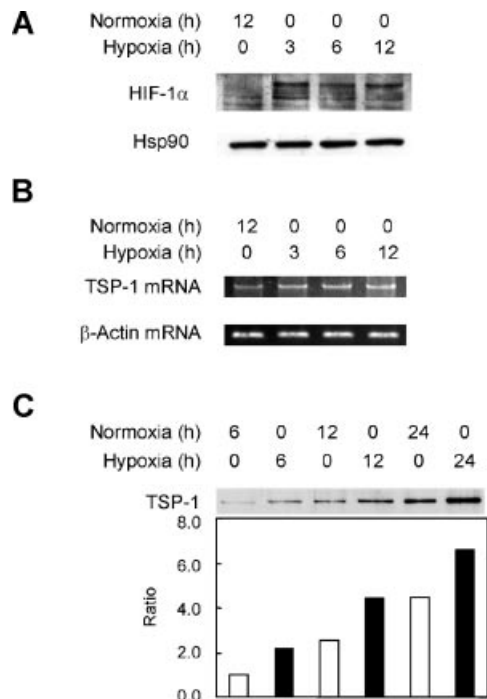 A
Normoxia (h) 12 0 0 0
Hypoxia (h) 0 3 6 12
HIF-1α
Hsp90
B
Normoxia (h) 12 0 0 0
Hypoxia (h) 0 3 6 12
TSP-1 mRNA
β-Actin mRNA
C
Normoxia (h) 6 0 12 0 24 0
Hypoxia (h) 0 6 0 12 0 24
TSP-1
8.0
6.0
4.0
2.0
0.0
Ratio